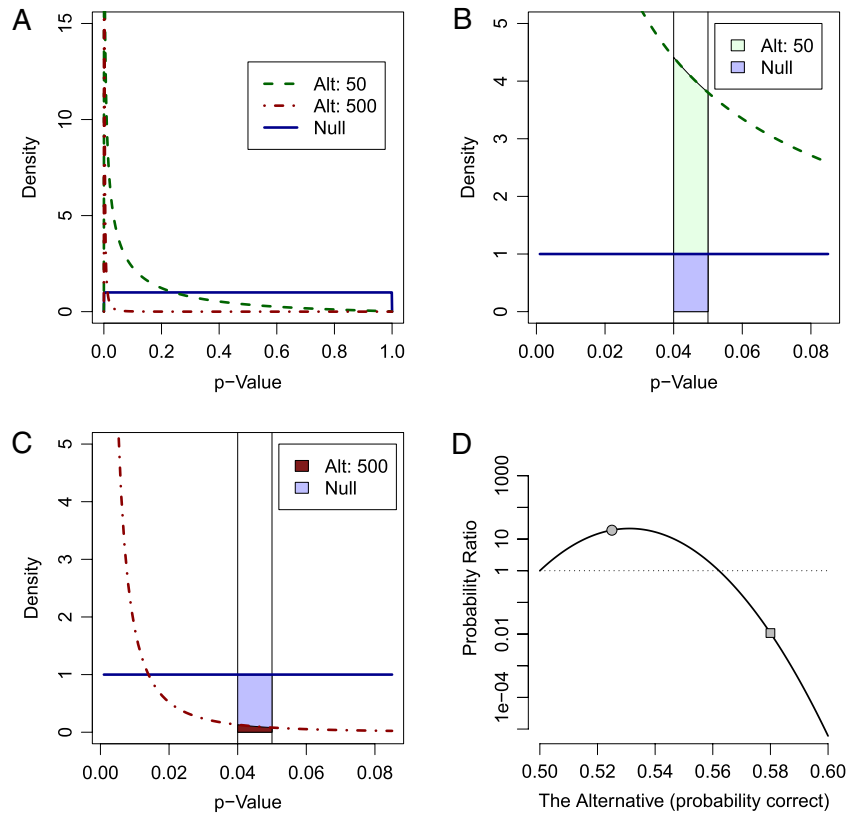 A
Density
15
10
5
0
Alt: 50
Alt: 500
Null
0.0 0.2 0.4 0.6 0.8 1.0
p−Value
B
Density
5
4
3
2
1
0
Alt: 50
Null
0.00 0.02 0.04 0.06 0.08
p−Value
C
Density
5
4
3
2
1
0
Alt: 500
Null
0.00 0.02 0.04 0.06 0.08
p−Value
D
Probability Ratio
1000
10
1
0.01
1e−04
0.50 0.52 0.54 0.56 0.58 0.60
The Alternative (probability correct)